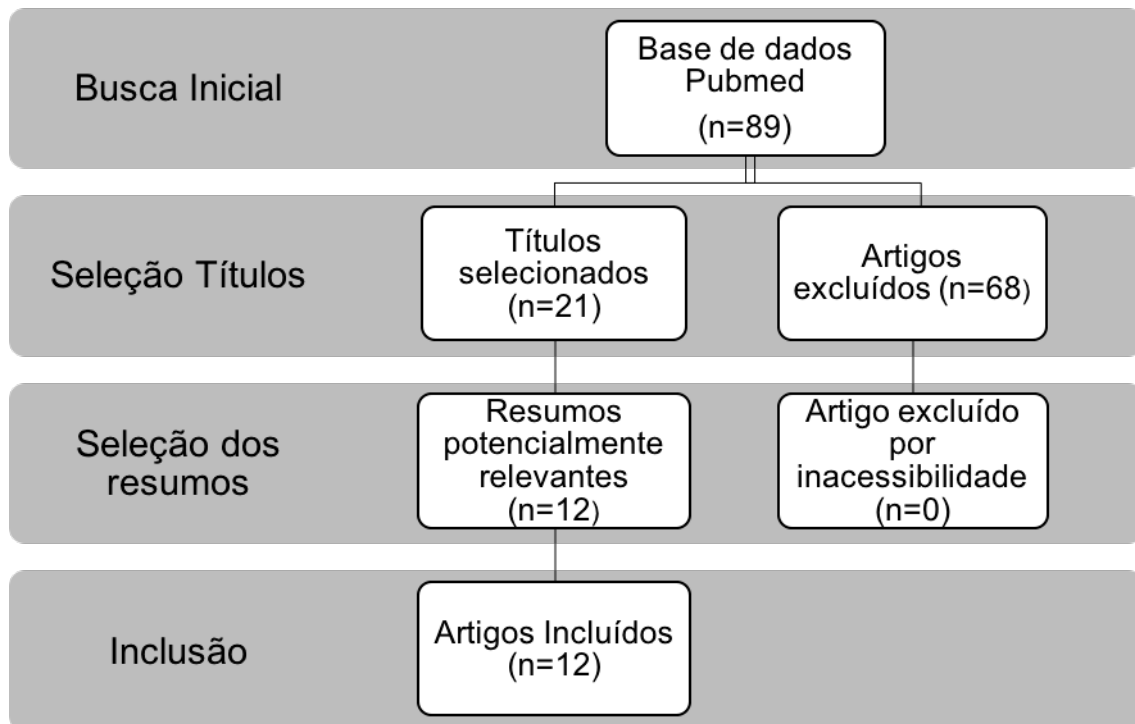 Busca Inicial
Base de dados
Pubmed
(n=89)
Seleção Títulos
Títulos
selecionados
(n=21)
Artigos
excluídos (n=68)
Seleção dos
resumos
Resumos
potencialmente
relevantes
(n=12)
Artigo excluído
por
inacessibilidade
(n=0)
Inclusão
Artigos Incluídos
(n=12)